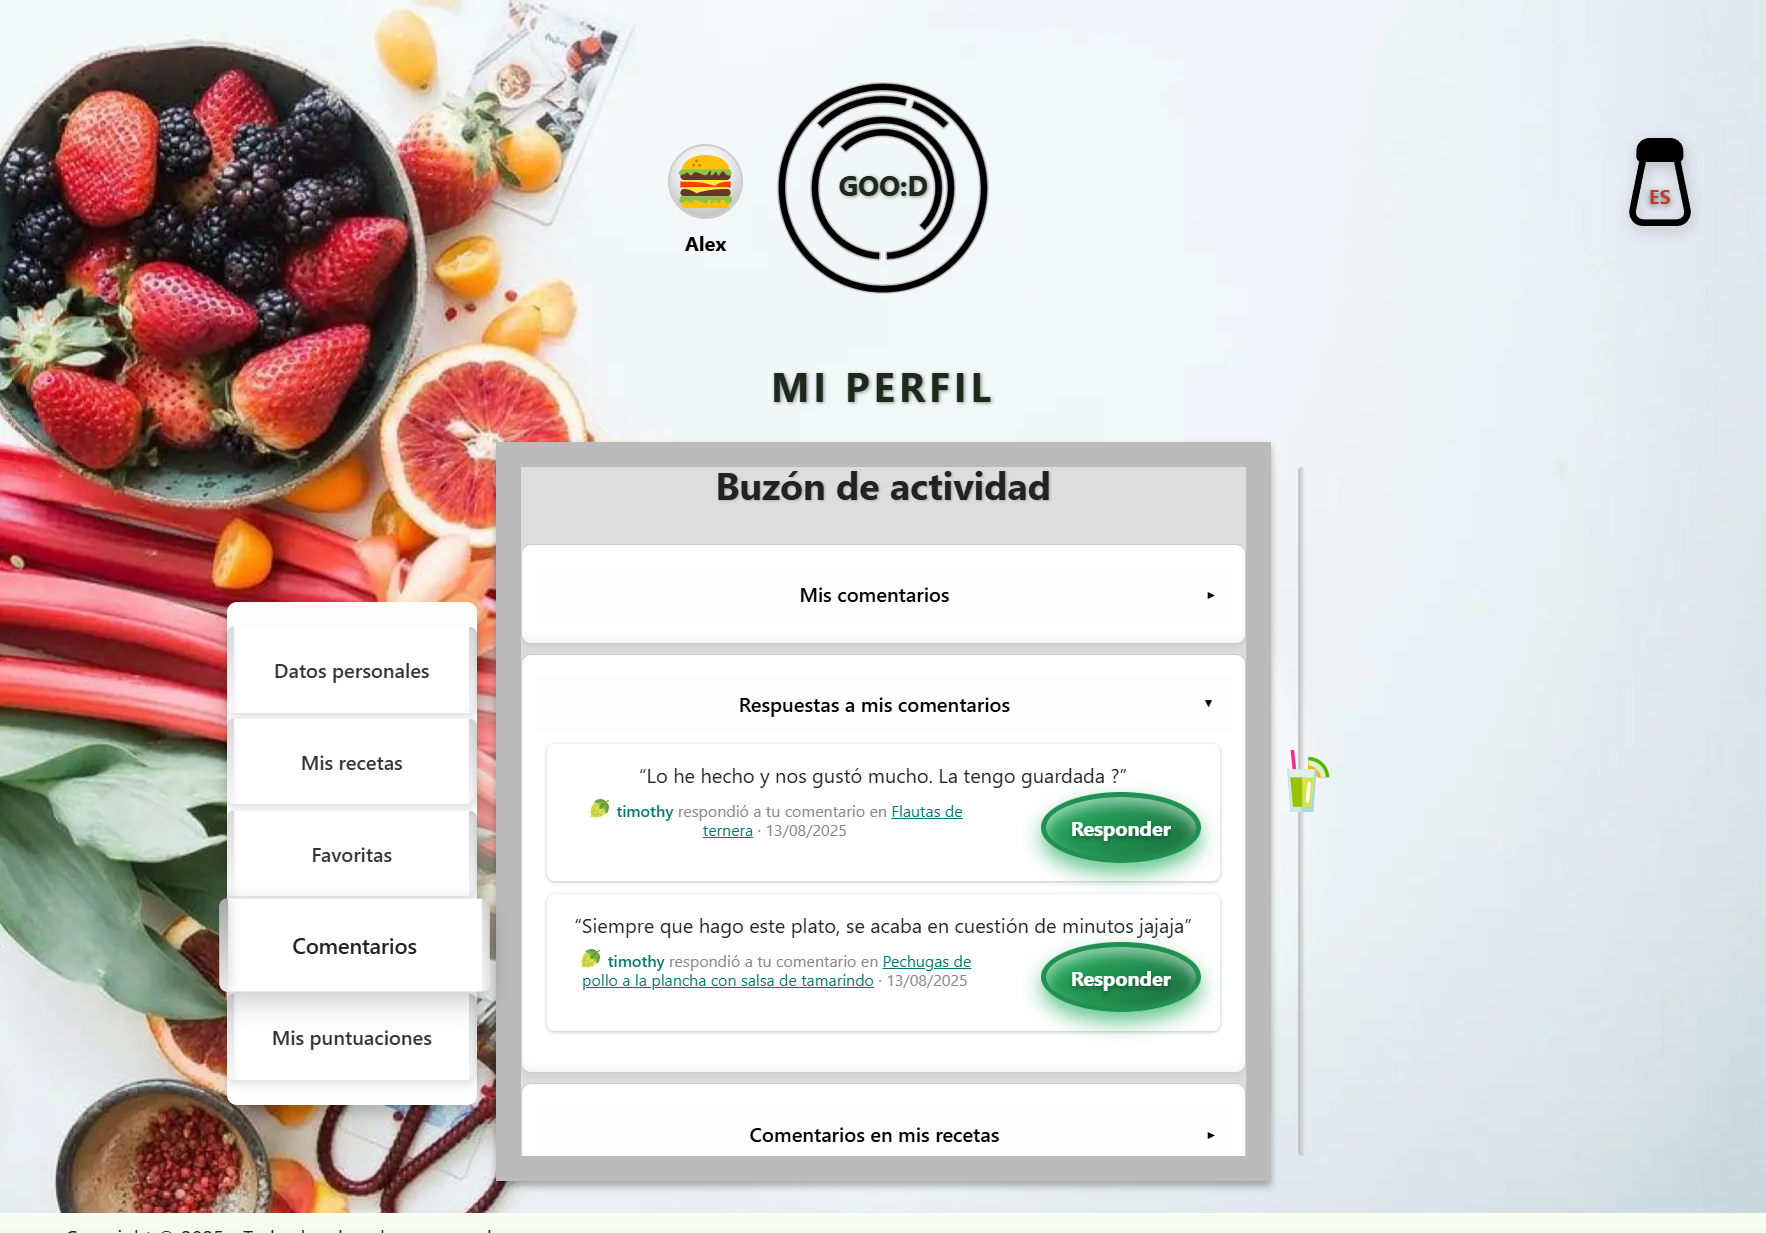 GOO:D
ES
Alex
MI PERFIL
Buzón de actividad
Mis comentarios
Datos personales
Mis recetas
Favoritas
Comentarios
Mis puntuaciones
Respuestas a mis comentarios
“Lo he hecho y nos gustó mucho. La tengo guardada ?”
timothy respondió a tu comentario en Flautas de
ternera · 13/08/2025
Responder
“Siempre que hago este plato, se acaba en cuestión de minutos jajaja”
timothy respondió a tu comentario en Pechugas de
pollo a la plancha con salsa de tamarindo · 13/08/2025
Responder
Comentarios en mis recetas